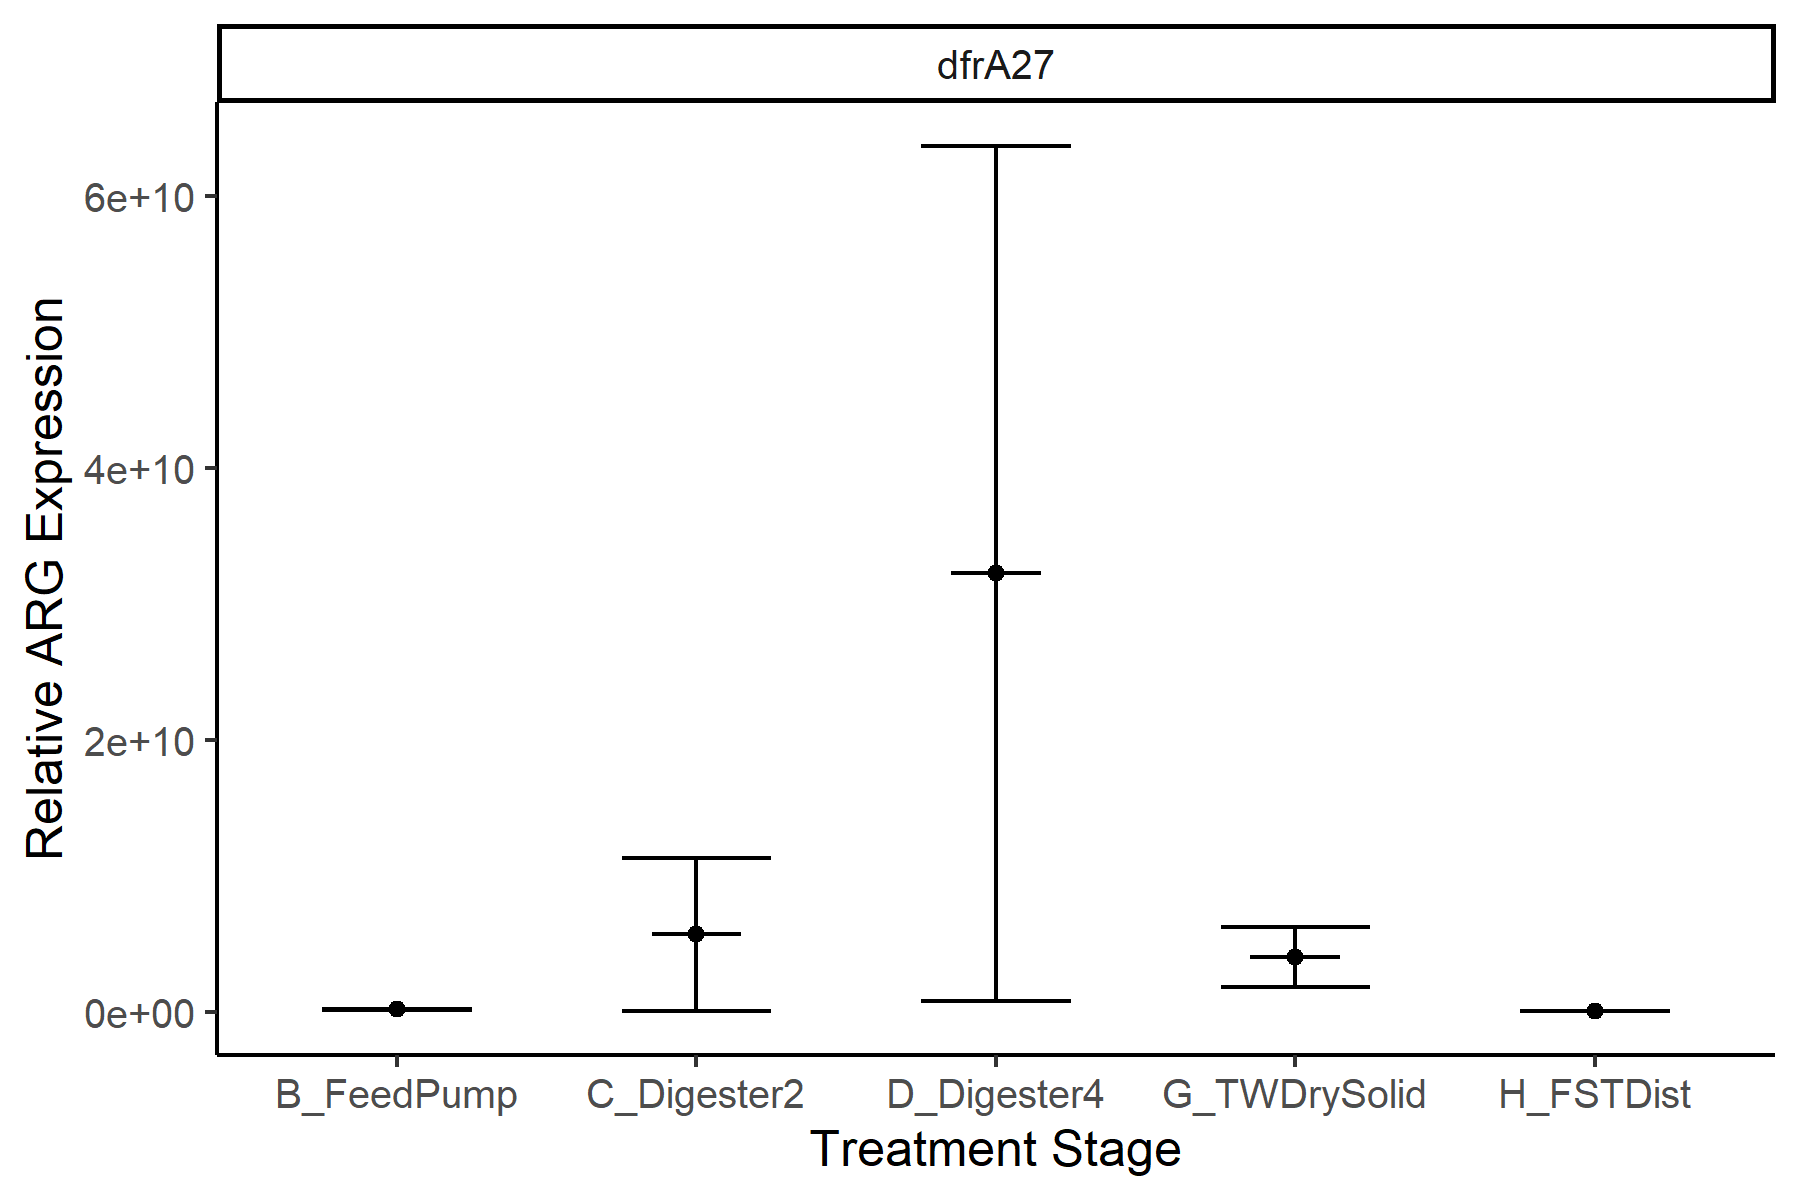 dfrA27
Relative ARG Expression
6e+10
4e+10
2e+10
0e+00
B_FeedPump
C_Digester2
D_Digester4
G_TWDrySolid
H_FSTDist
Treatment Stage